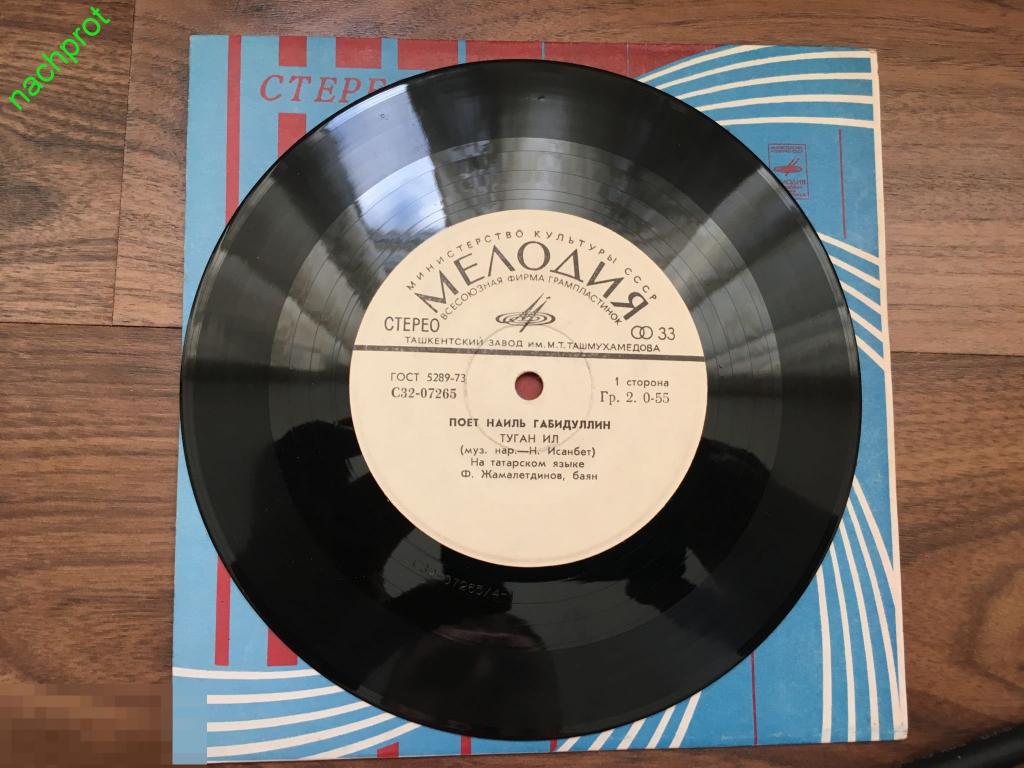 nachprot
СТЕРЕ
МИНИСТЕРСТВО КУЛЬТУРЫ СССР
МЕЛОДИЯ
ВСЕСОЮЗНАЯ ФИРМА ГРАМПЛАСТИНОК
СТЕРЕО
33
ТАШКЕНТСКИЙ ЗАВОД ИМ. М.Т. ТАШМУХАМЕДОВА
ГОСТ 5289-73
1 сторона
С32-07265
Гр. 2. 0-55
ПОЕТ НАИЛЬ ГАБИДУЛЛИН
ТУГАН ИЛ
(муз. нар.—Н. Исанбет)
На татарском языке
Ф. Жамалетдинов, баян